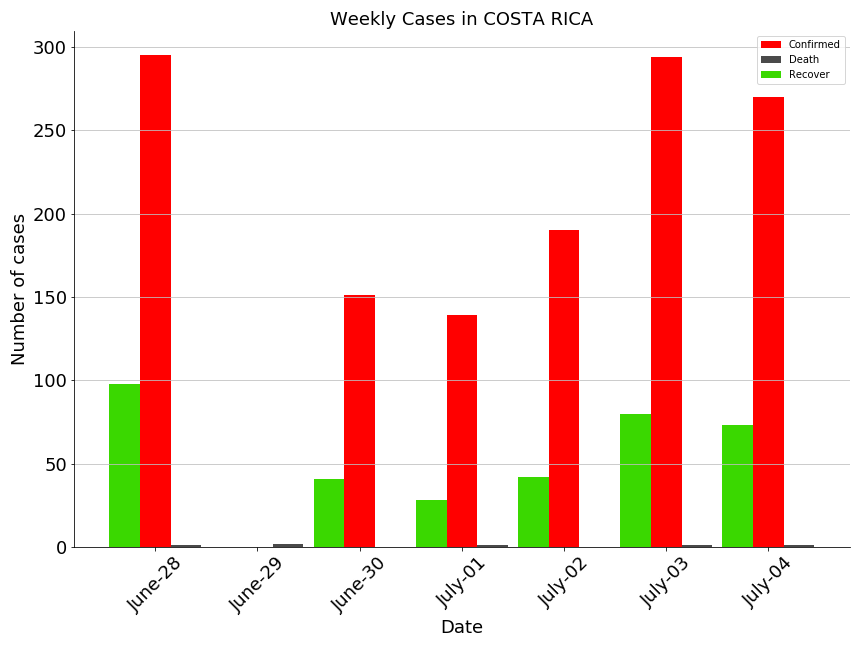 Weekly Cases in COSTA RICA
Confirmed
Death
Recover
Number of cases
300
250
200
150
100
50
0
June-28
June-29
June-30
July-01
July-02
July-03
July-04
Date